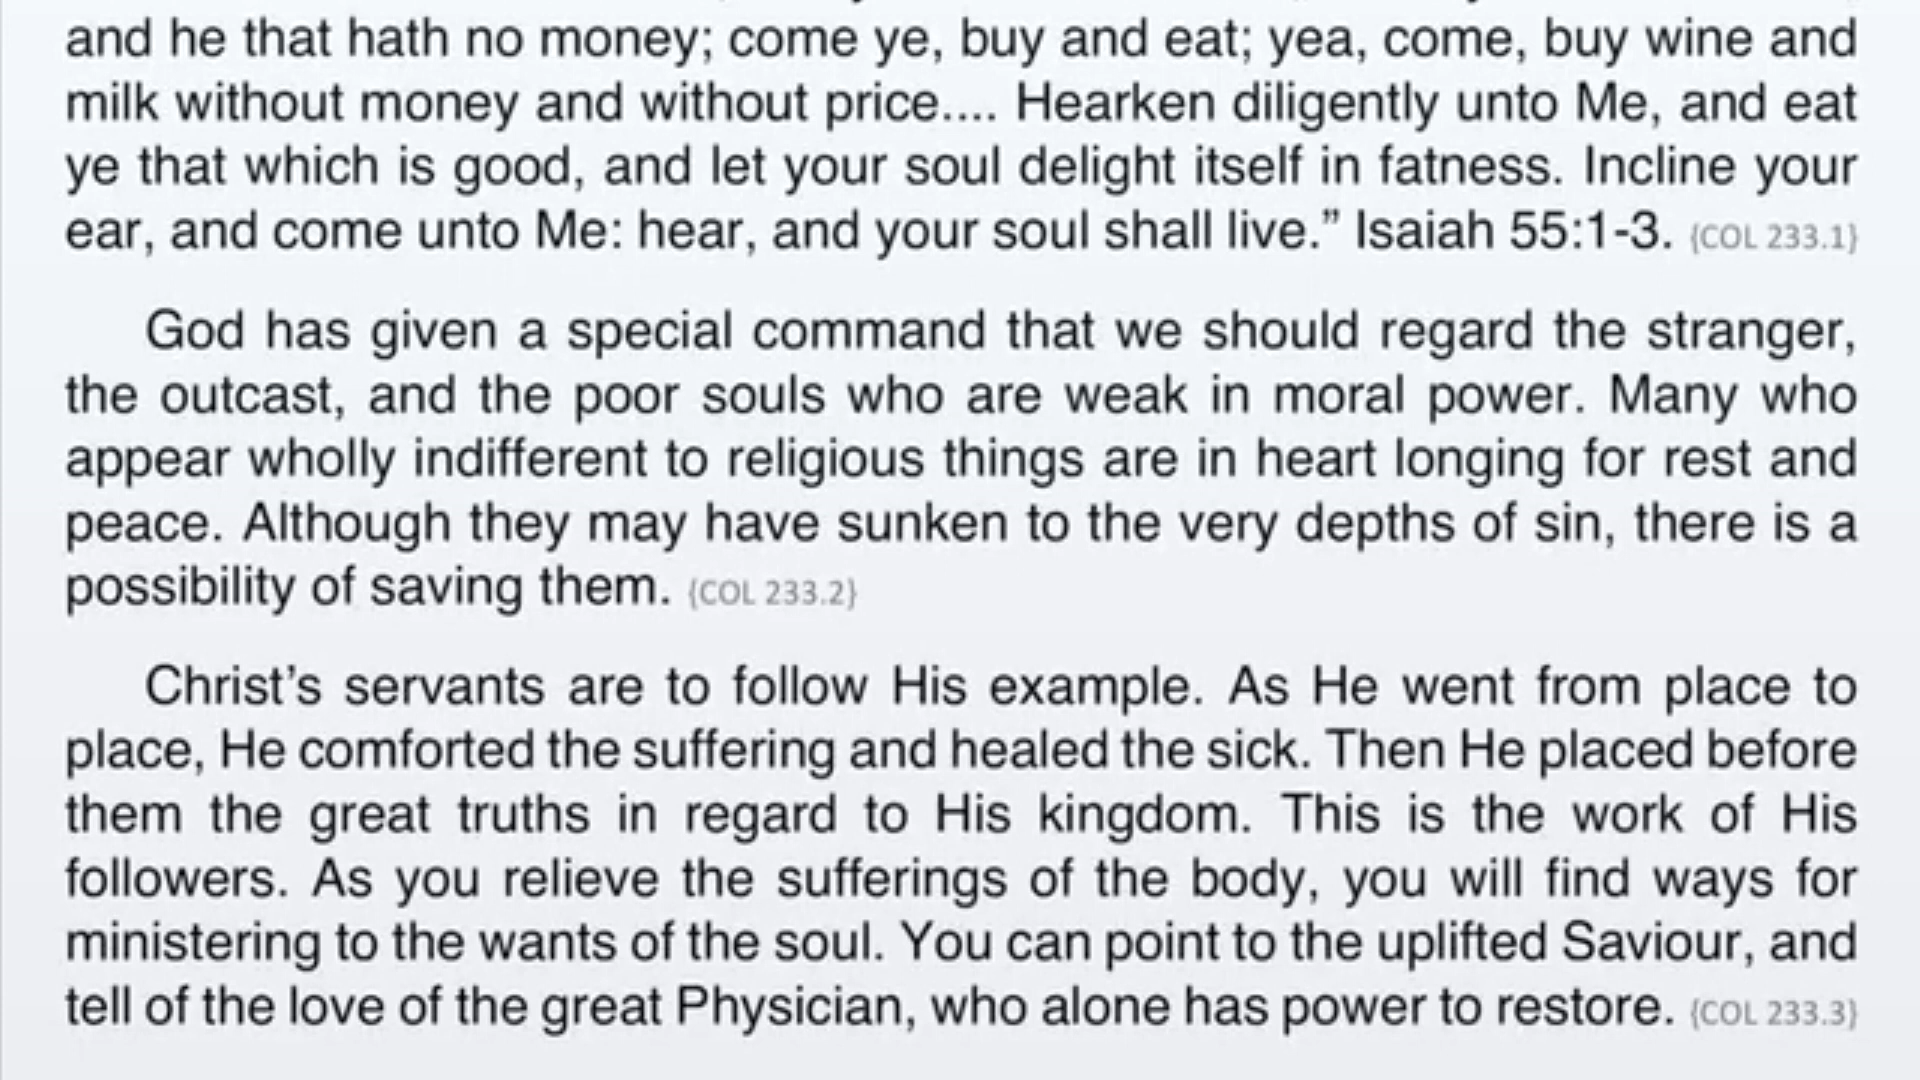 and he that hath no money; come ye, buy and eat; yea, come, buy wine and
milk without money and without price.... Hearken diligently unto Me, and eat
ye that which is good, and let your soul delight itself in fatness. Incline your
ear, and come unto Me: hear, and your soul shall live.” Isaiah 55:1-3. {COL 233.1}
God has given a special command that we should regard the stranger,
the outcast, and the poor souls who are weak in moral power. Many who
appear wholly indifferent to religious things are in heart longing for rest and
peace. Although they may have sunken to the very depths of sin, there is a
possibility of saving them. {COL 233.2}
Christ’s servants are to follow His example. As He went from place to
place, He comforted the suffering and healed the sick. Then He placed before
them the great truths in regard to His kingdom. This is the work of His
followers. As you relieve the sufferings of the body, you will find ways for
ministering to the wants of the soul. You can point to the uplifted Saviour, and
tell of the love of the great Physician, who alone has power to restore. {COL 233.3}